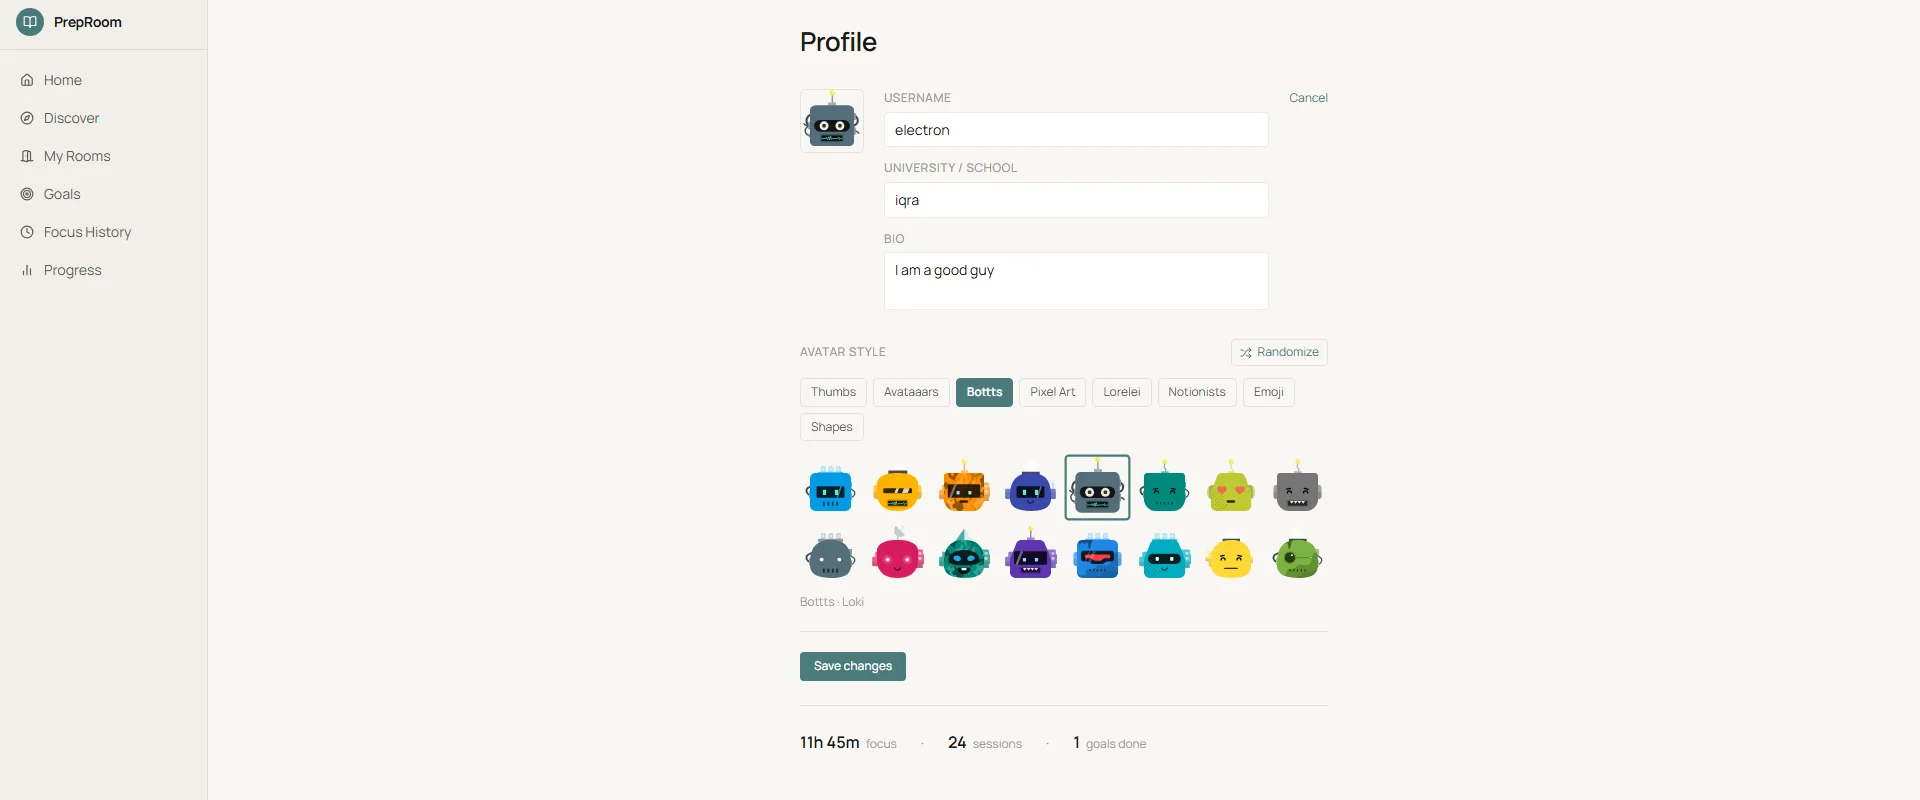 PrepRoom
Home
Discover
My Rooms
Goals
Focus History
Progress
Profile
USERNAME
Cancel
electron
UNIVERSITY / SCHOOL
iqra
BIO
I am a good guy
AVATAR STYLE
Randomize
Thumbs Avataaars Bottts Pixel Art Lorelei Notionists Emoji
Shapes
Bottts · Loki
Save changes
11h 45m focus · 24 sessions · 1 goals done